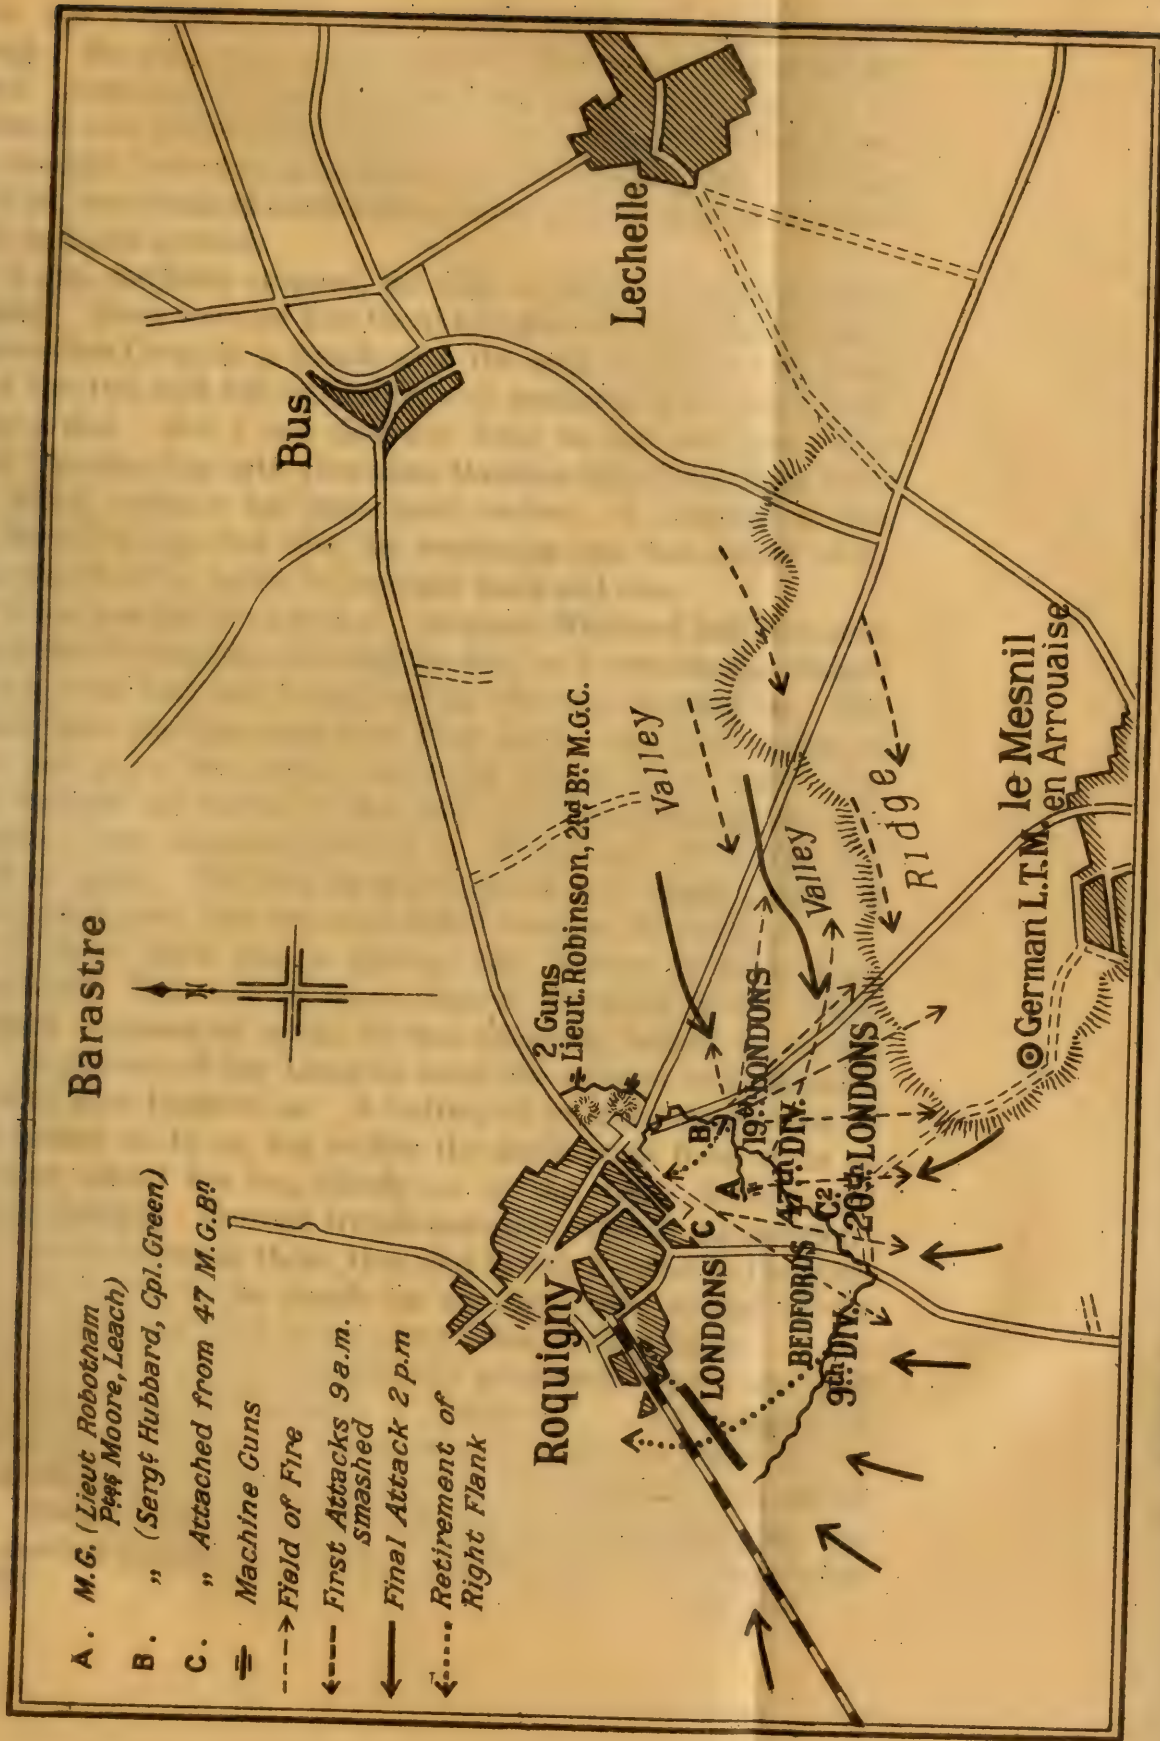 Barastre
N
A. M.G. (Lieut Robotham
Ptes Moore, Leach)
B. „ (Sergt Hubbard, Cpl. Green)
C. „ Attached from 47 M.G. Bn
Machine Guns
Field of Fire
First Attacks 9 a.m.
smashed
Final Attack 2 p.m
Retirement of
Right Flank
Bus
Lechelle
Roquigny
2 Guns
Lieut. Robinson, 2nd Bn M.G.C.
Valley
Valley
Ridge
B
A
C
C2
19th LONDONS
47th DIV.
20th LONDONS
LONDONS
BEDFORDS
9th DIV.
German L.T.M.
le Mesnil
en Arrouaise